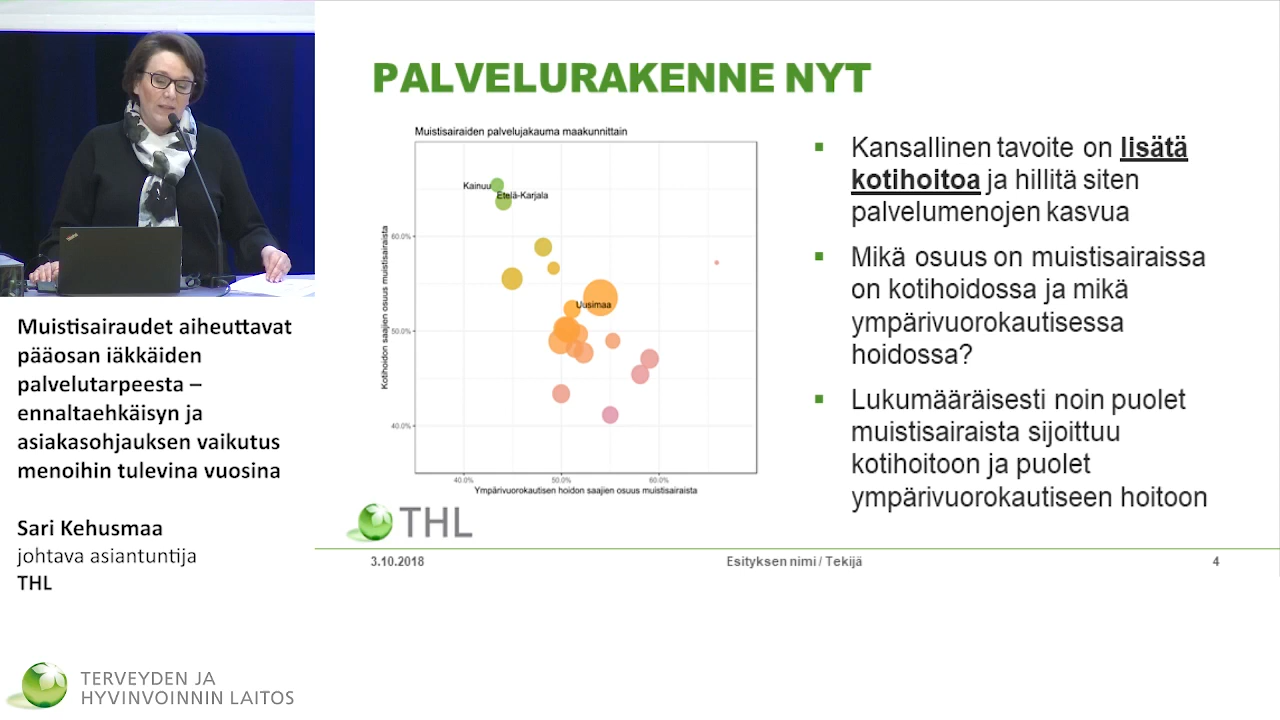 PALVELURAKENNE NYT
Muistisairaiden palvelujakauma maakunnittain
Kotihoidon saajien osuus muistisairaista
60.0%
50.0%
40.0%
Kainuu
Etelä-Karjala
Uusimaa
40.0%
50.0%
60.0%
Ympärivuorokautisen hoidon saajien osuus muistisairaista
Kansallinen tavoite on lisätä
kotihoitoa ja hillitä siten
palvelumenojen kasvua
Mikä osuus on muistisairaissa
on kotihoidossa ja mikä
ympärivuorokautisessa
hoidossa?
Lukumääräisesti noin puolet
muistisairaista sijoittuu
kotihoitoon ja puolet
ympärivuorokautiseen hoitoon
THL
3.10.2018
Esityksen nimi / Tekijä
4
Muistisairaudet aiheuttavat
pääosan iäkkäiden
palvelutarpeesta –
ennaltaehkäisyn ja
asiakasohjauksen vaikutus
menoihin tulevina vuosina
Sari Kehusmaa
johtava asiantuntija
THL
TERVEYDEN JA
HYVINVOINNIN LAITOS